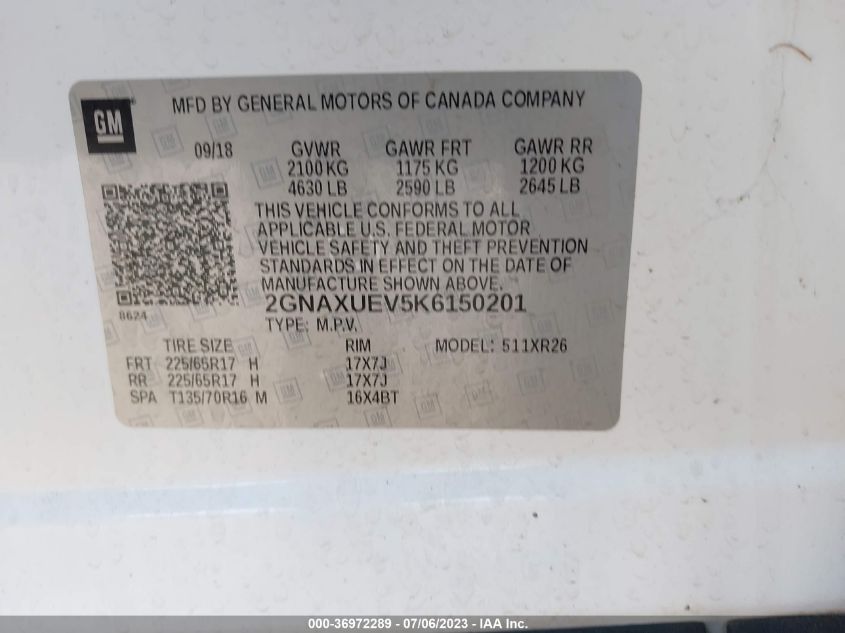 GM
MFD BY GENERAL MOTORS OF CANADA COMPANY
09/18 GVWR GAWR FRT GAWR RR
2100 KG 1175 KG 1200 KG
4630 LB 2590 LB 2645 LB
THIS VEHICLE CONFORMS TO ALL
APPLICABLE U.S. FEDERAL MOTOR
VEHICLE SAFETY AND THEFT PREVENTION
STANDARDS IN EFFECT ON THE DATE OF
MANUFACTURE SHOWN ABOVE.
8624
2GNAXUEV5K6150201
TYPE: M.P.V.
TIRE SIZE RIM MODEL: 511XR26
FRT 225/65R17 H 17X7J
RR 225/65R17 H 17X7J
SPA T135/70R16 M 16X4BT
000-36972289 - 07/06/2023 - IAA Inc.